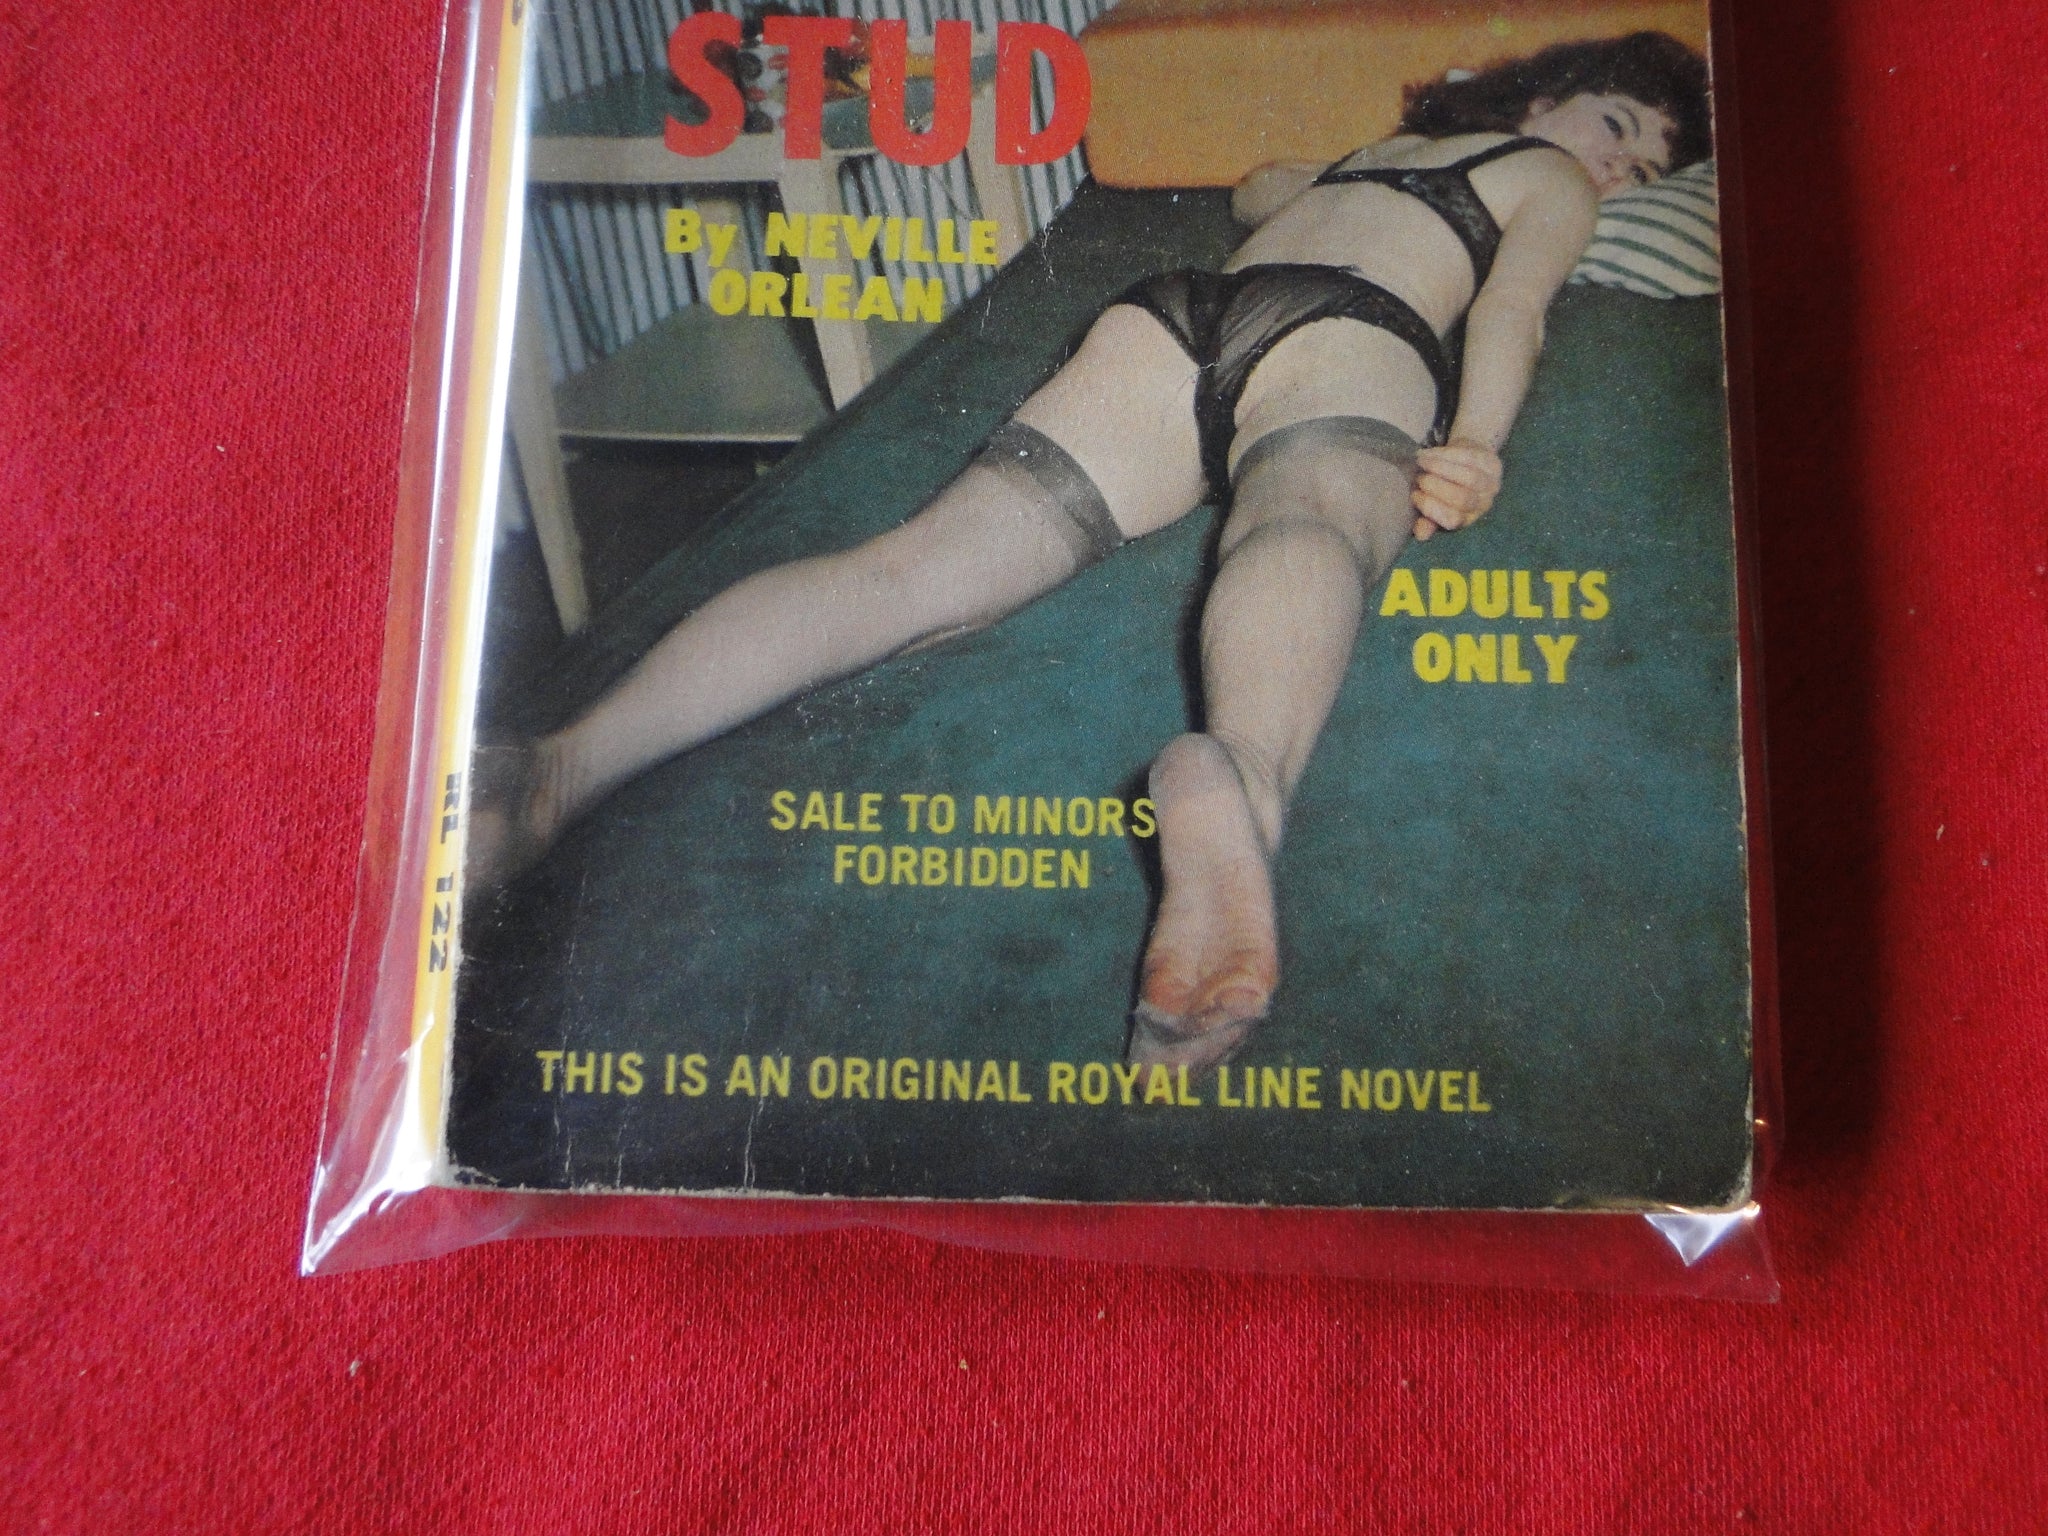 STUD
By NEVILLE
ORLEAN
ADULTS
ONLY
SALE TO MINORS
FORBIDDEN
THIS IS AN ORIGINAL ROYAL LINE NOVEL
RL 122